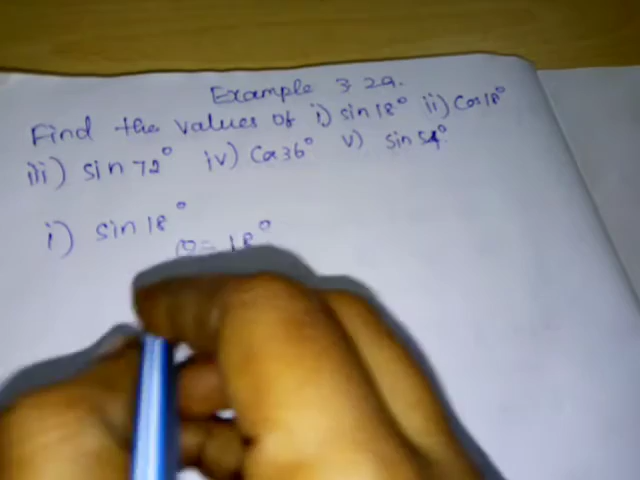 Example 3.29.
Find the values of i) sin 18° ii) Cos 18°
iii) sin 72° iv) Cos 36° v) sin 54°.
i) sin 18°
θ = 18°